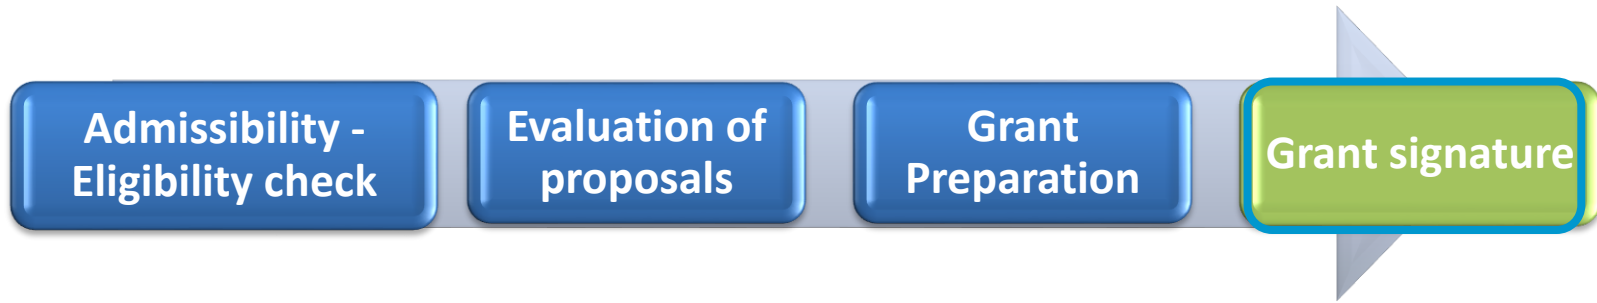 Admissibility -
Eligibility check
Evaluation of
proposals
Grant
Preparation
Grant signature